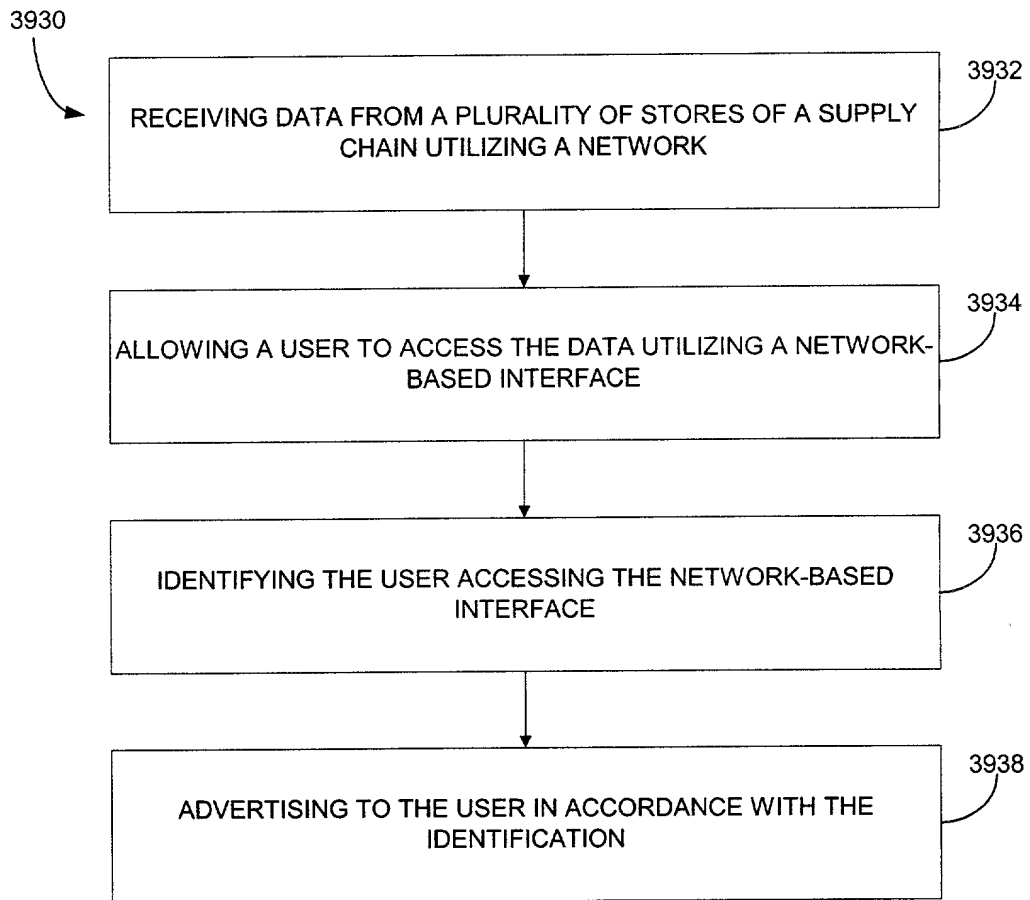 3930
3932
RECEIVING DATA FROM A PLURALITY OF STORES OF A SUPPLY
CHAIN UTILIZING A NETWORK
3934
ALLOWING A USER TO ACCESS THE DATA UTILIZING A NETWORK-
BASED INTERFACE
3936
IDENTIFYING THE USER ACCESSING THE NETWORK-BASED
INTERFACE
3938
ADVERTISING TO THE USER IN ACCORDANCE WITH THE
IDENTIFICATION